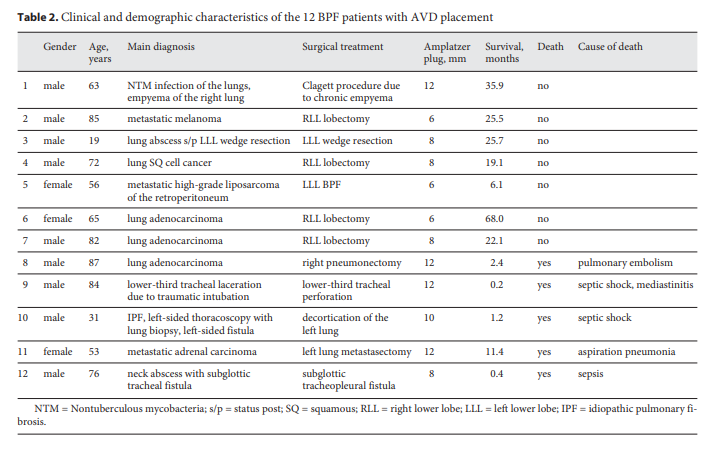 Table 2. Clinical and demographic characteristics of the 12 BPF patients with AVD placement
Gender Age, years Main diagnosis Surgical treatment Amplatzer plug, mm Survival, months Death Cause of death
1 male 63 NTM infection of the lungs, empyema of the right lung Clagett procedure due to chronic empyema 12 35.9 no
2 male 85 metastatic melanoma RLL lobectomy 6 25.5 no
3 male 19 lung abscess s/p LLL wedge resection LLL wedge resection 8 25.7 no
4 male 72 lung SQ cell cancer RLL lobectomy 8 19.1 no
5 female 56 metastatic high-grade liposarcoma of the retroperitoneum LLL BPF 6 6.1 no
6 female 65 lung adenocarcinoma RLL lobectomy 6 68.0 no
7 male 82 lung adenocarcinoma RLL lobectomy 8 22.1 no
8 male 87 lung adenocarcinoma right pneumonectomy 12 2.4 yes pulmonary embolism
9 male 84 lower-third tracheal laceration due to traumatic intubation lower-third tracheal perforation 12 0.2 yes septic shock, mediastinitis
10 male 31 IPF, left-sided thoracoscopy with lung biopsy, left-sided fistula decortication of the left lung 10 1.2 yes septic shock
11 female 53 metastatic adrenal carcinoma left lung metastasectomy 12 11.4 yes aspiration pneumonia
12 male 76 neck abscess with subglottic tracheal fistula subglottic tracheopleural fistula 8 0.4 yes sepsis
NTM = Nontuberculous mycobacteria; s/p = status post; SQ = squamous; RLL = right lower lobe; LLL = left lower lobe; IPF = idiopathic pulmonary fi-
brosis.